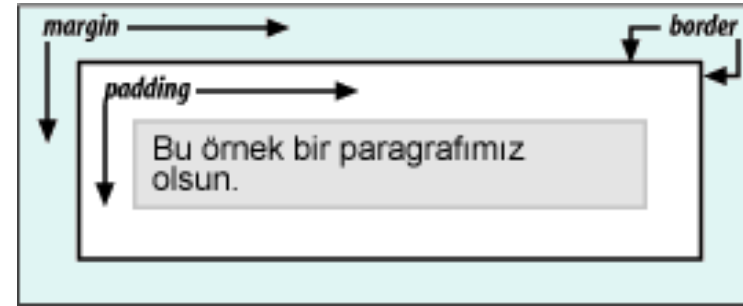 margin
border
padding
Bu örnek bir paragrafımız
olsun.